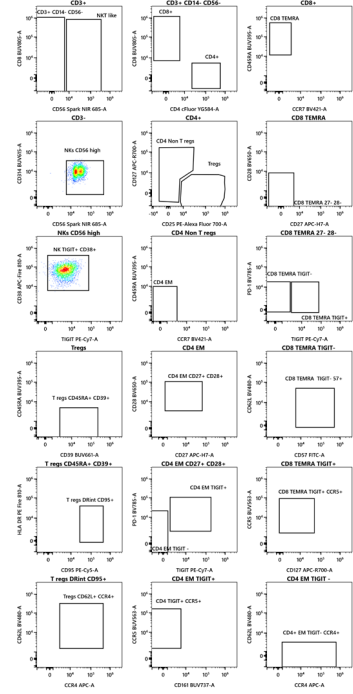 CD3+
CD3+ CD14- CD56-
NKT like
CD8 BUV805-A
CD56 Spark NIR 685-A
CD3+ CD14- CD56-
CD8+
CD4+
CD8 BUV805-A
CD4 cFluor YG584-A
CD8+
CD8 TEMRA
CD45RA BUV395-A
CCR7 BV421-A
CD3-
NKs CD56 high
CD56 Spark NIR 685-A
CD4+
CD4 Non T regs
Tregs
CD27 APC-R700-A
CD25 PE-Alexa Fluor 700-A
CD8 TEMRA
CD8 TEMRA 27- 28-
CD28 BV650-A
CD27 APC-H7-A
NKs CD56 high
NK TIGIT+ CD38+
CD38 APC Fire 810-A
TIGIT PE-Cy7-A
CD4 Non T regs
CD4 EM
CD45RA BUV395-A
CCR7 BV421-A
CD8 TEMRA 27- 28-
CD8 TEMRA TIGIT-
CD8 TEMRA TIGIT+
PD-1 BV785-A
TIGIT PE-Cy7-A
Tregs
T regs CD45RA+ CD39+
CD45RA BUV395-A
CD39 BUV661-A
CD4 EM
CD4 EM CD27+ CD28+
CD28 BV650-A
CD27 APC-H7-A
CD8 TEMRA TIGIT-
CD8 TEMRA TIGIT- 57+
CD62L BV480-A
CD57 FITC-A
T regs CD45RA+ CD39+
T regs DRint CD95+
HLA DR PE Fire 810-A
CD95 PE-Cy5-A
CD4 EM CD27+ CD28+
CD4 EM TIGIT+
CD4 EM TIGIT -
PD-1 BV785-A
TIGIT PE-Cy7-A
CD8 TEMRA TIGIT+
CD8 TEMRA TIGIT+ CCR5+
CCR5 BUV563-A
CD127 APC-R700-A
T regs DRint CD95+
Tregs CD62L+ CCR4+
CD62L BV480-A
CCR4 APC-A
CD4 EM TIGIT+
CD4 TIGIT+ CCR5+
CCR5 BUV563-A
CD161 BUV737-A
CD4 EM TIGIT -
CD4+ EM TIGIT- CCR4+
CD62L BV480-A
CCR4 APC-A